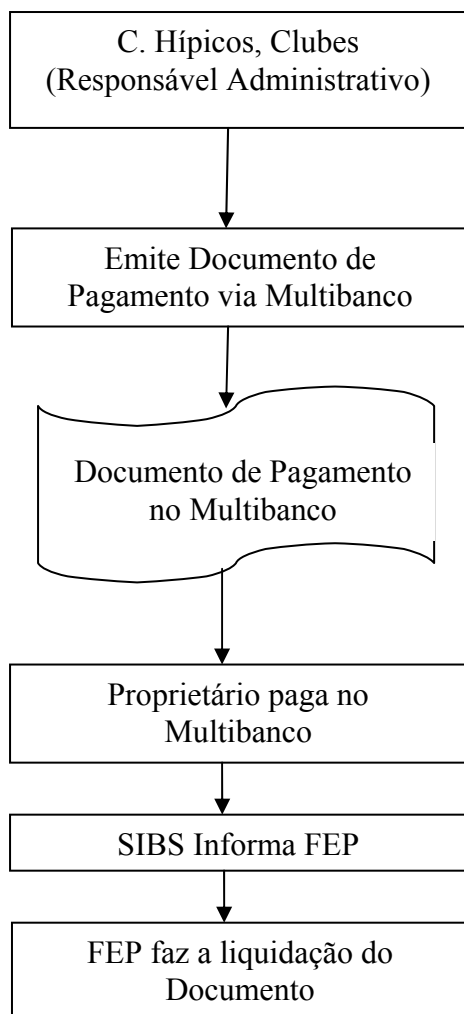 C. Hípicos, Clubes
(Responsável Administrativo)
Emite Documento de
Pagamento via Multibanco
Documento de Pagamento
no Multibanco
Proprietário paga no
Multibanco
SIBS Informa FEP
FEP faz a liquidação do
Documento